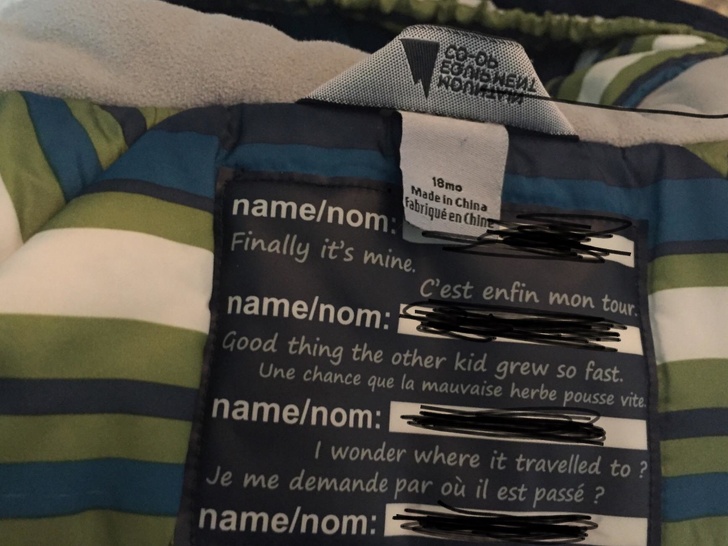 MOUNTAIN
EQUIPMENT
CO-OP
18mo
Made in China
Fabriqué en Chine
name/nom:
Finally it's mine.
C'est enfin mon tour.
name/nom:
Good thing the other kid grew so fast.
Une chance que la mauvaise herbe pousse vite.
name/nom:
I wonder where it travelled to ?
Je me demande par où il est passé ?
name/nom: